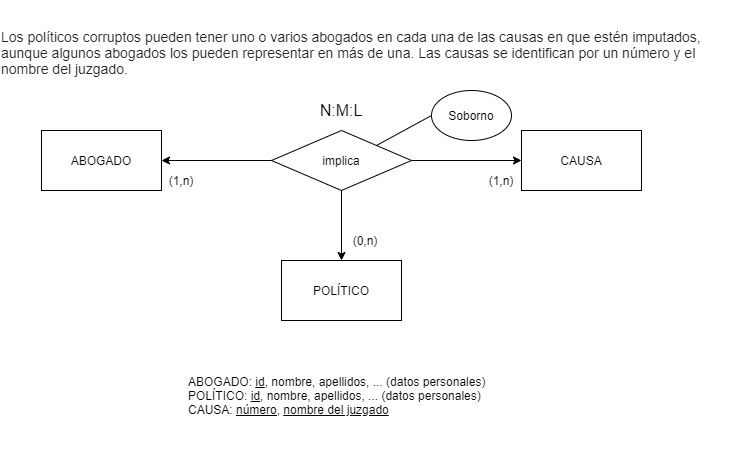 Los políticos corruptos pueden tener uno o varios abogados en cada una de las causas en que estén imputados,
aunque algunos abogados los pueden representar en más de una. Las causas se identifican por un número y el
nombre del juzgado.
N:M:L
Soborno
ABOGADO
implica
CAUSA
(1,n)
(1,n)
(0,n)
POLÍTICO
ABOGADO: id, nombre, apellidos, ... (datos personales)
POLÍTICO: id, nombre, apellidos, ... (datos personales)
CAUSA: número, nombre del juzgado